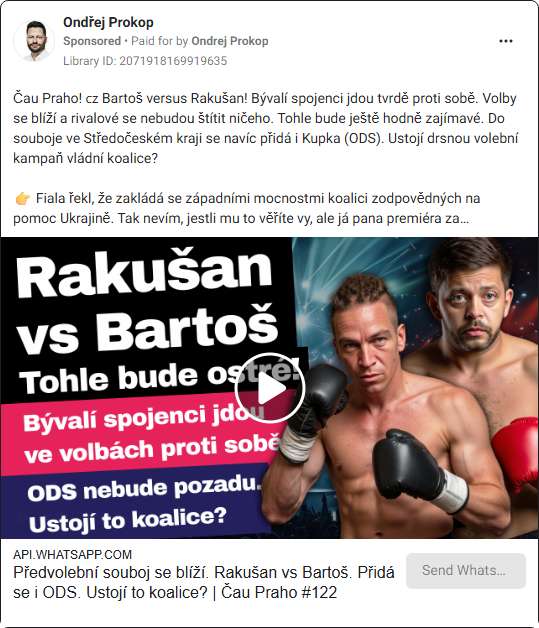 Ondřej Prokop
Sponsored • Paid for by Ondrej Prokop
Library ID: 2071918169919635
Čau Praho! cz Bartoš versus Rakušan! Bývalí spojenci jdou tvrdě proti sobě. Volby
se blíží a rivalové se nebudou štítit ničeho. Tohle bude ještě hodně zajímavé. Do
souboje ve Středočeském kraji se navíc přidá i Kupka (ODS). Ustojí drsnou volební
kampaň vládní koalice?
👉 Fiala řekl, že zakládá se západními mocnostmi koalici zodpovědných na
pomoc Ukrajině. Tak nevím, jestli mu to věříte vy, ale já pana premiéra za...
Rakušan
vs Bartoš
Tohle bude ostré!
Bývalí spojenci jdou
ve volbách proti sobě
ODS nebude pozadu.
Ustojí to koalice?
API.WHATSAPP.COM
Předvolební souboj se blíží. Rakušan vs Bartoš. Přidá
se i ODS. Ustojí to koalice? | Čau Praho #122
Send Whats...